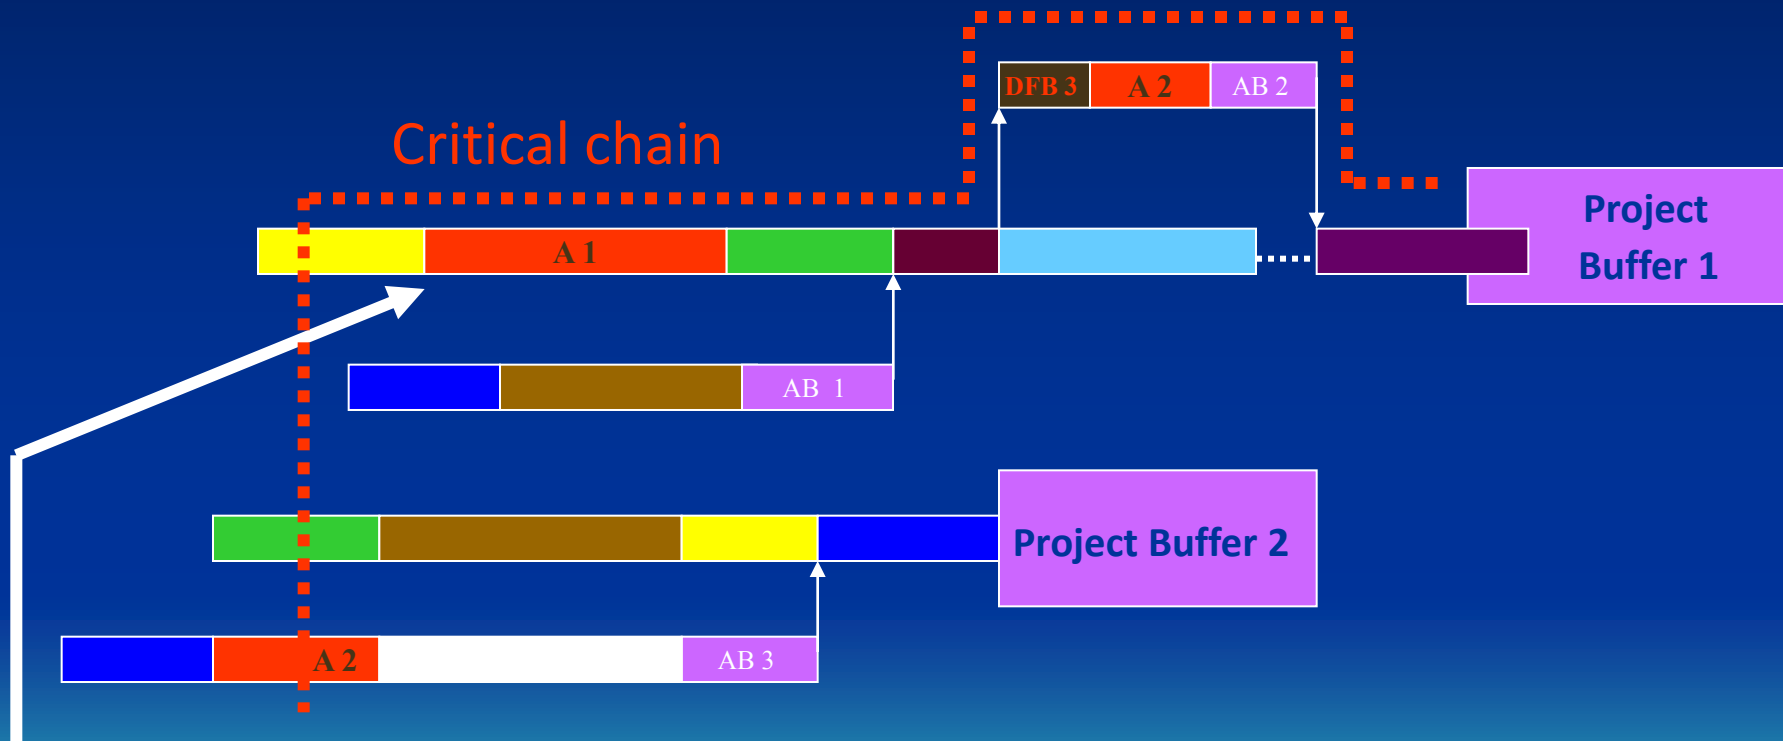 DFB 3 A 2 AB 2
Critical chain
Project
Buffer 1
A 1
AB 1
Project Buffer 2
A 2 AB 3